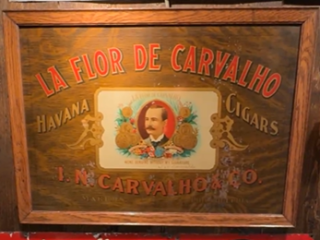 LA FLOR DE CARVALHO
HAVANA CIGARS
I. N. CARVALHO & CO.